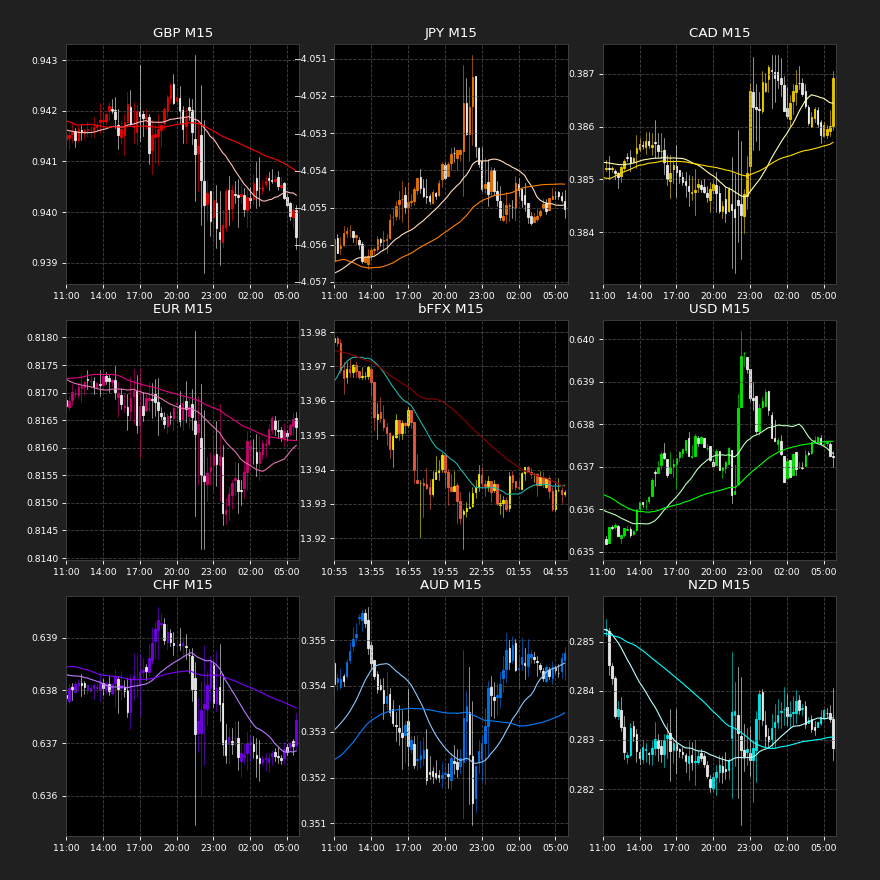 GBP M15
JPY M15
CAD M15
0.943
0.942
0.941
0.940
0.939
−4.051
−4.052
−4.053
−4.054
−4.055
−4.056
−4.057
0.387
0.386
0.385
0.384
11:00 14:00 17:00 20:00 23:00 02:00 05:00
11:00 14:00 17:00 20:00 23:00 02:00 05:00
11:00 14:00 17:00 20:00 23:00 02:00 05:00
EUR M15
bFFX M15
USD M15
0.8180
0.8175
0.8170
0.8165
0.8160
0.8155
0.8150
0.8145
0.8140
13.98
13.97
13.96
13.95
13.94
13.93
13.92
0.640
0.639
0.638
0.637
0.636
0.635
11:00 14:00 17:00 20:00 23:00 02:00 05:00
10:55 13:55 16:55 19:55 22:55 01:55 04:55
11:00 14:00 17:00 20:00 23:00 02:00 05:00
CHF M15
AUD M15
NZD M15
0.639
0.638
0.637
0.636
0.355
0.354
0.353
0.352
0.351
0.285
0.284
0.283
0.282
11:00 14:00 17:00 20:00 23:00 02:00 05:00
11:00 14:00 17:00 20:00 23:00 02:00 05:00
11:00 14:00 17:00 20:00 23:00 02:00 05:00